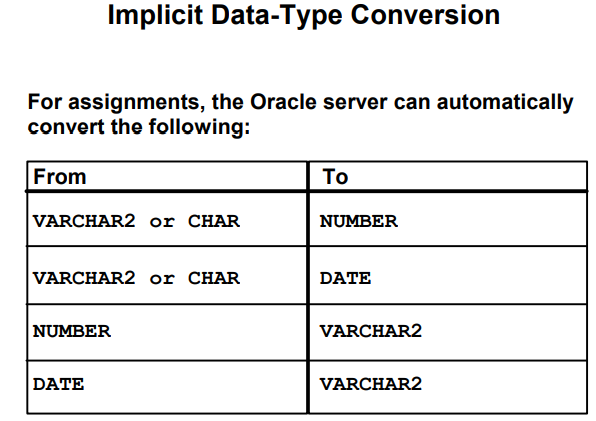 Implicit Data-Type Conversion
For assignments, the Oracle server can automatically
convert the following:
From To
VARCHAR2 or CHAR NUMBER
VARCHAR2 or CHAR DATE
NUMBER VARCHAR2
DATE VARCHAR2